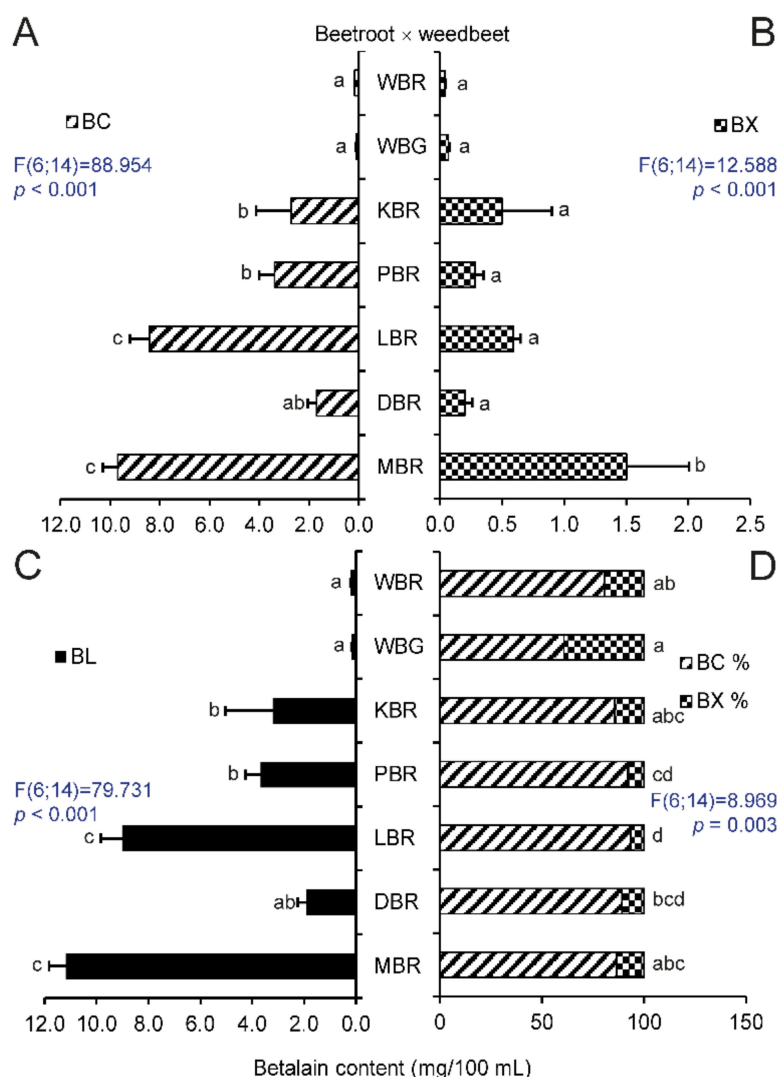 A
Beetroot × weedbeet
B
a WBR a
BC
BX
F(6;14)=88.954
p < 0.001
a WBG a
F(6;14)=12.588
p < 0.001
b KBR a
b PBR a
c LBR a
ab DBR a
c MBR b
12.0 10.0 8.0 6.0 4.0 2.0 0.0
0.0 0.5 1.0 1.5 2.0 2.5
C
D
a WBR ab
BL
a WBG a
BC %
BX %
b KBR abc
b PBR cd
F(6;14)=79.731
p < 0.001
F(6;14)=8.969
p = 0.003
c LBR d
ab DBR bcd
c MBR abc
12.0 10.0 8.0 6.0 4.0 2.0 0.0
0 50 100 150
Betalain content (mg/100 mL)